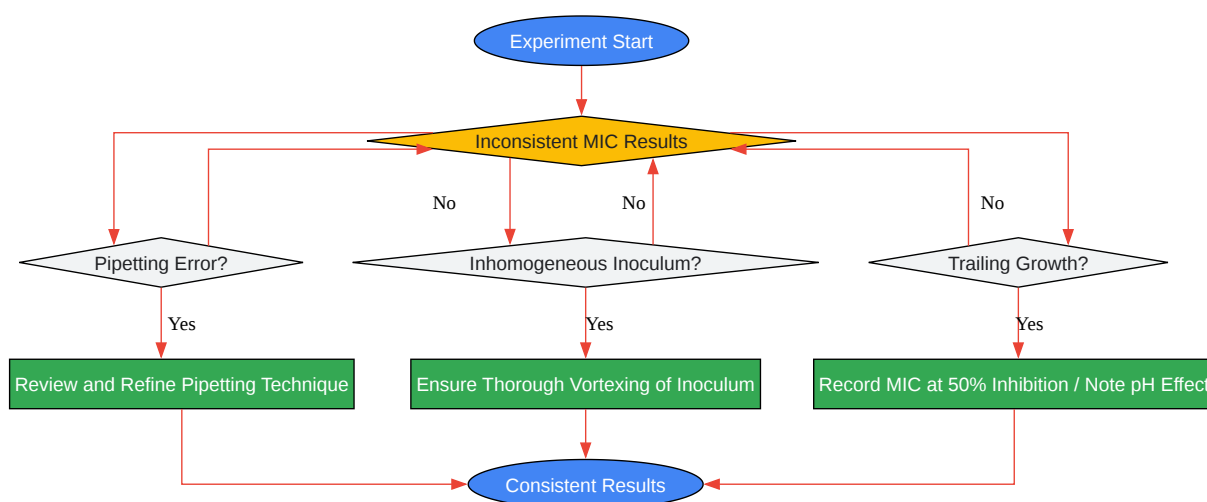 Experiment Start
Inconsistent MIC Results
No
No
No
Pipetting Error?
Inhomogeneous Inoculum?
Trailing Growth?
Yes
Yes
Yes
Review and Refine Pipetting Technique
Ensure Thorough Vortexing of Inoculum
Record MIC at 50% Inhibition / Note pH Effect
Consistent Results